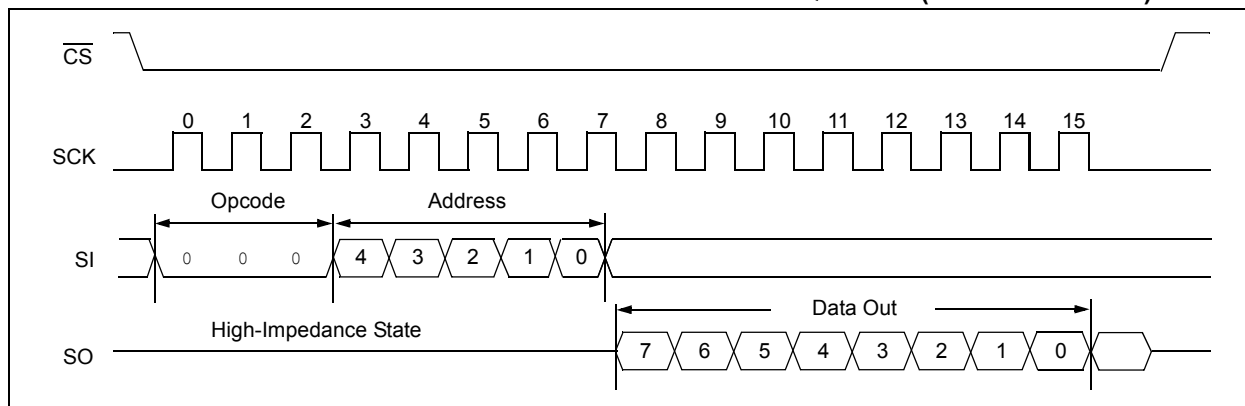 CS
0 1 2 3 4 5 6 7 8 9 10 11 12 13 14 15
SCK
Opcode Address
SI 0 0 0 4 3 2 1 0
Data Out
High-Impedance State
SO 7 6 5 4 3 2 1 0